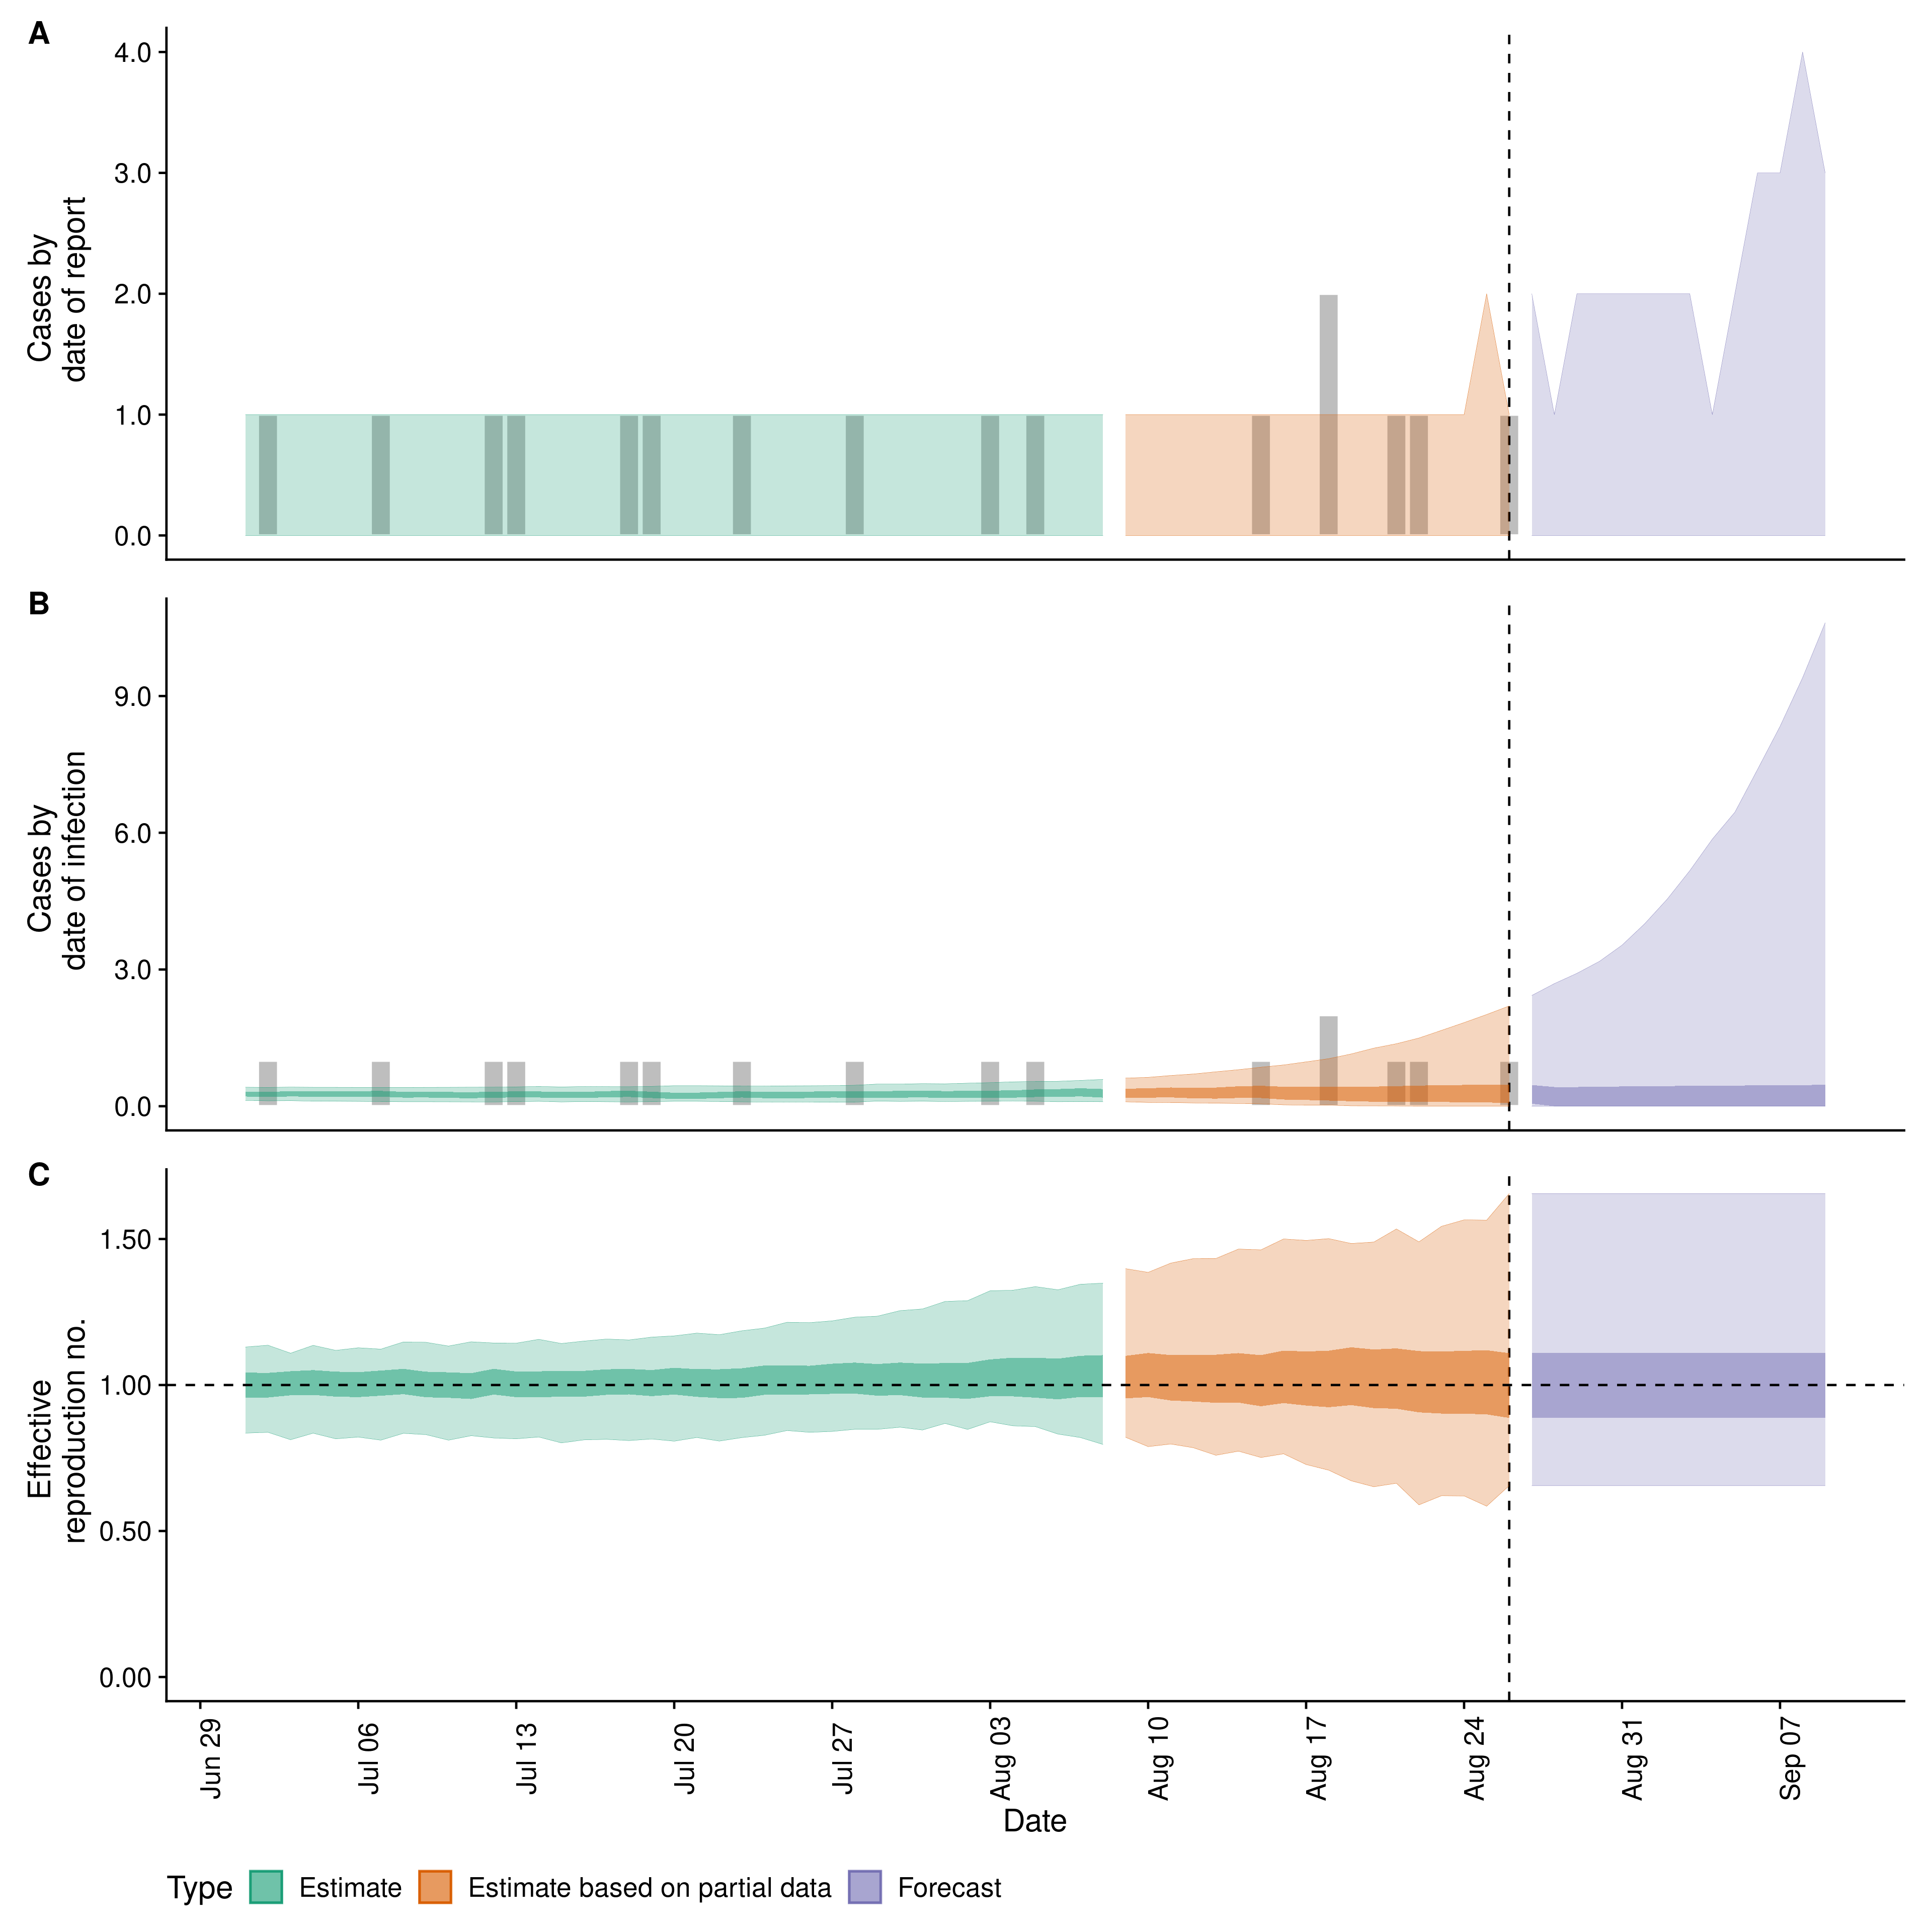 A
4.0
3.0
2.0
1.0
0.0
Cases by
date of report
B
9.0
6.0
3.0
0.0
Cases by
date of infection
C
1.50
1.00
0.50
0.00
Effective
reproduction no.
Jun 29
Jul 06
Jul 13
Jul 20
Jul 27
Aug 03
Aug 10
Aug 17
Aug 24
Aug 31
Sep 07
Date
Type Estimate Estimate based on partial data Forecast